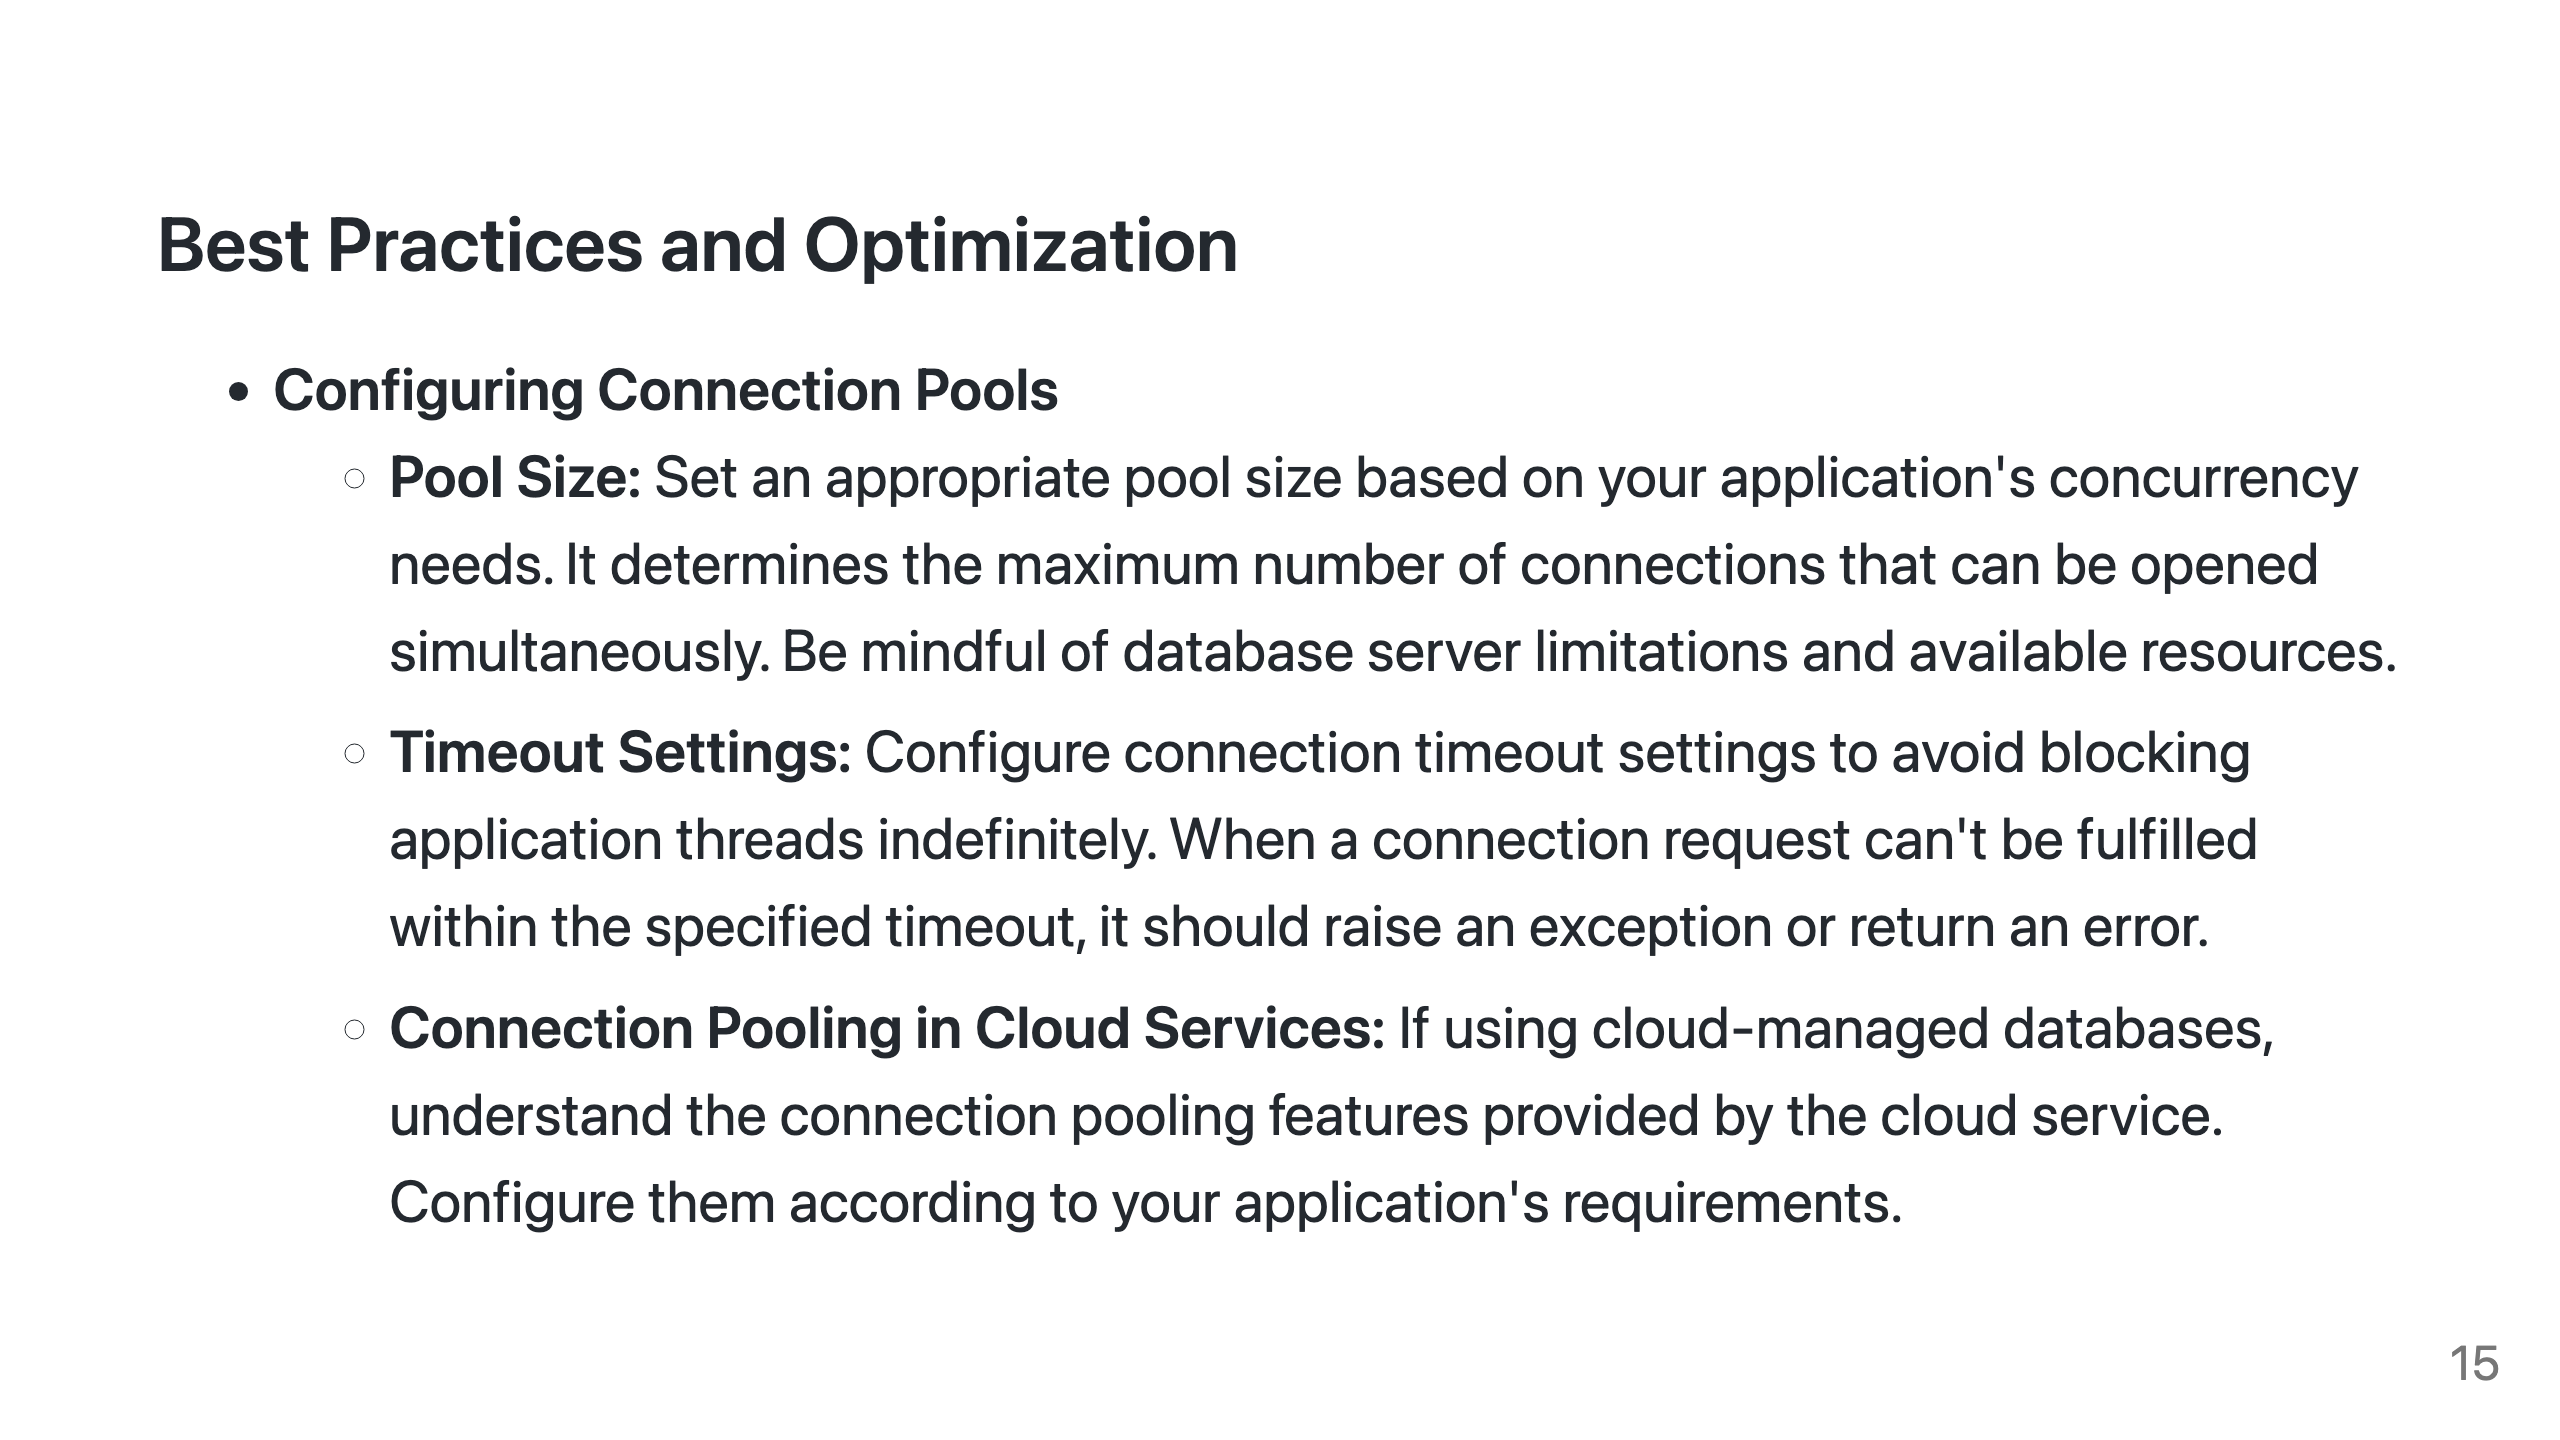 Best Practices and Optimization
• Configuring Connection Pools
○ Pool Size: Set an appropriate pool size based on your application's concurrency
needs. It determines the maximum number of connections that can be opened
simultaneously. Be mindful of database server limitations and available resources.
○ Timeout Settings: Configure connection timeout settings to avoid blocking
application threads indefinitely. When a connection request can't be fulfilled
within the specified timeout, it should raise an exception or return an error.
○ Connection Pooling in Cloud Services: If using cloud-managed databases,
understand the connection pooling features provided by the cloud service.
Configure them according to your application's requirements.
15